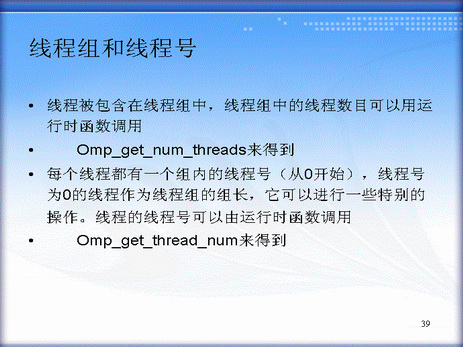 线程组和线程号
• 线程被包含在线程组中，线程组中的线程数目可以用运
行时函数调用
• Omp_get_num_threads来得到
• 每个线程都有一个组内的线程号（从0开始），线程号
为0的线程作为线程组的组长，它可以进行一些特别的
操作。线程的线程号可以由运行时函数调用
• Omp_get_thread_num来得到
39